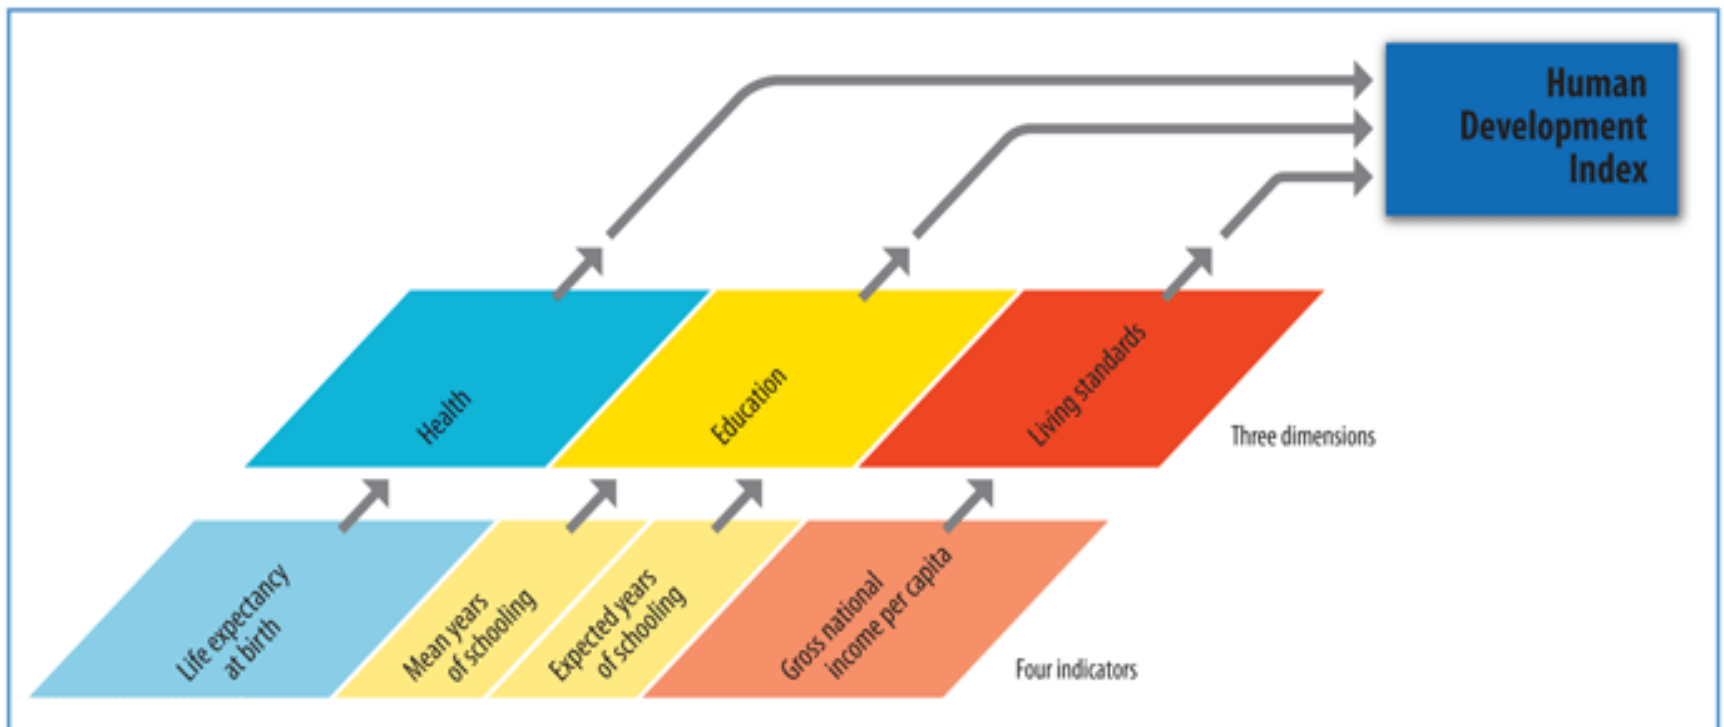 Human
Development
Index
Health
Education
Living standards
Three dimensions
Life expectancy
at birth
Mean years
of schooling
Expected years
of schooling
Gross national
income per capita
Four indicators